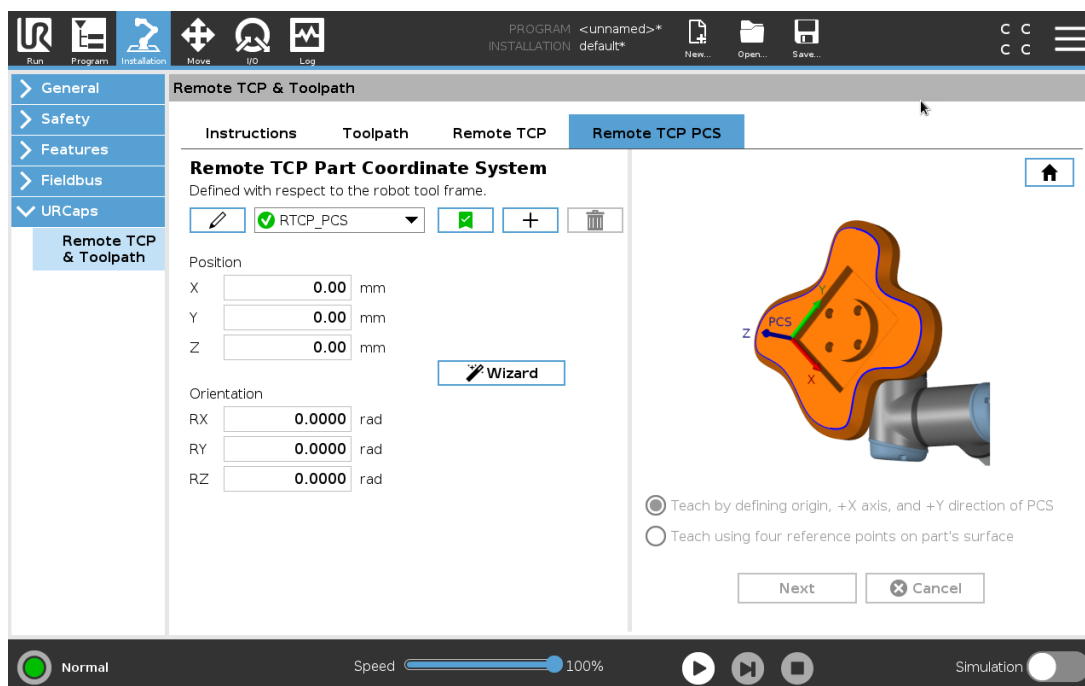 PROGRAM <unnamed>*
INSTALLATION default*
Run
Program
Installation
Move
I/O
Log
New...
Open...
Save...
C C
C C
General
Safety
Features
Fieldbus
URCaps
Remote TCP
& Toolpath
Remote TCP & Toolpath
Instructions
Toolpath
Remote TCP
Remote TCP PCS
Remote TCP Part Coordinate System
Defined with respect to the robot tool frame.
RTCP_PCS
Position
X 0.00 mm
Y 0.00 mm
Z 0.00 mm
Wizard
Orientation
RX 0.0000 rad
RY 0.0000 rad
RZ 0.0000 rad
Y
PCS
Z
X
Teach by defining origin, +X axis, and +Y direction of PCS
Teach using four reference points on part's surface
Next
Cancel
Normal
Speed
100%
Simulation